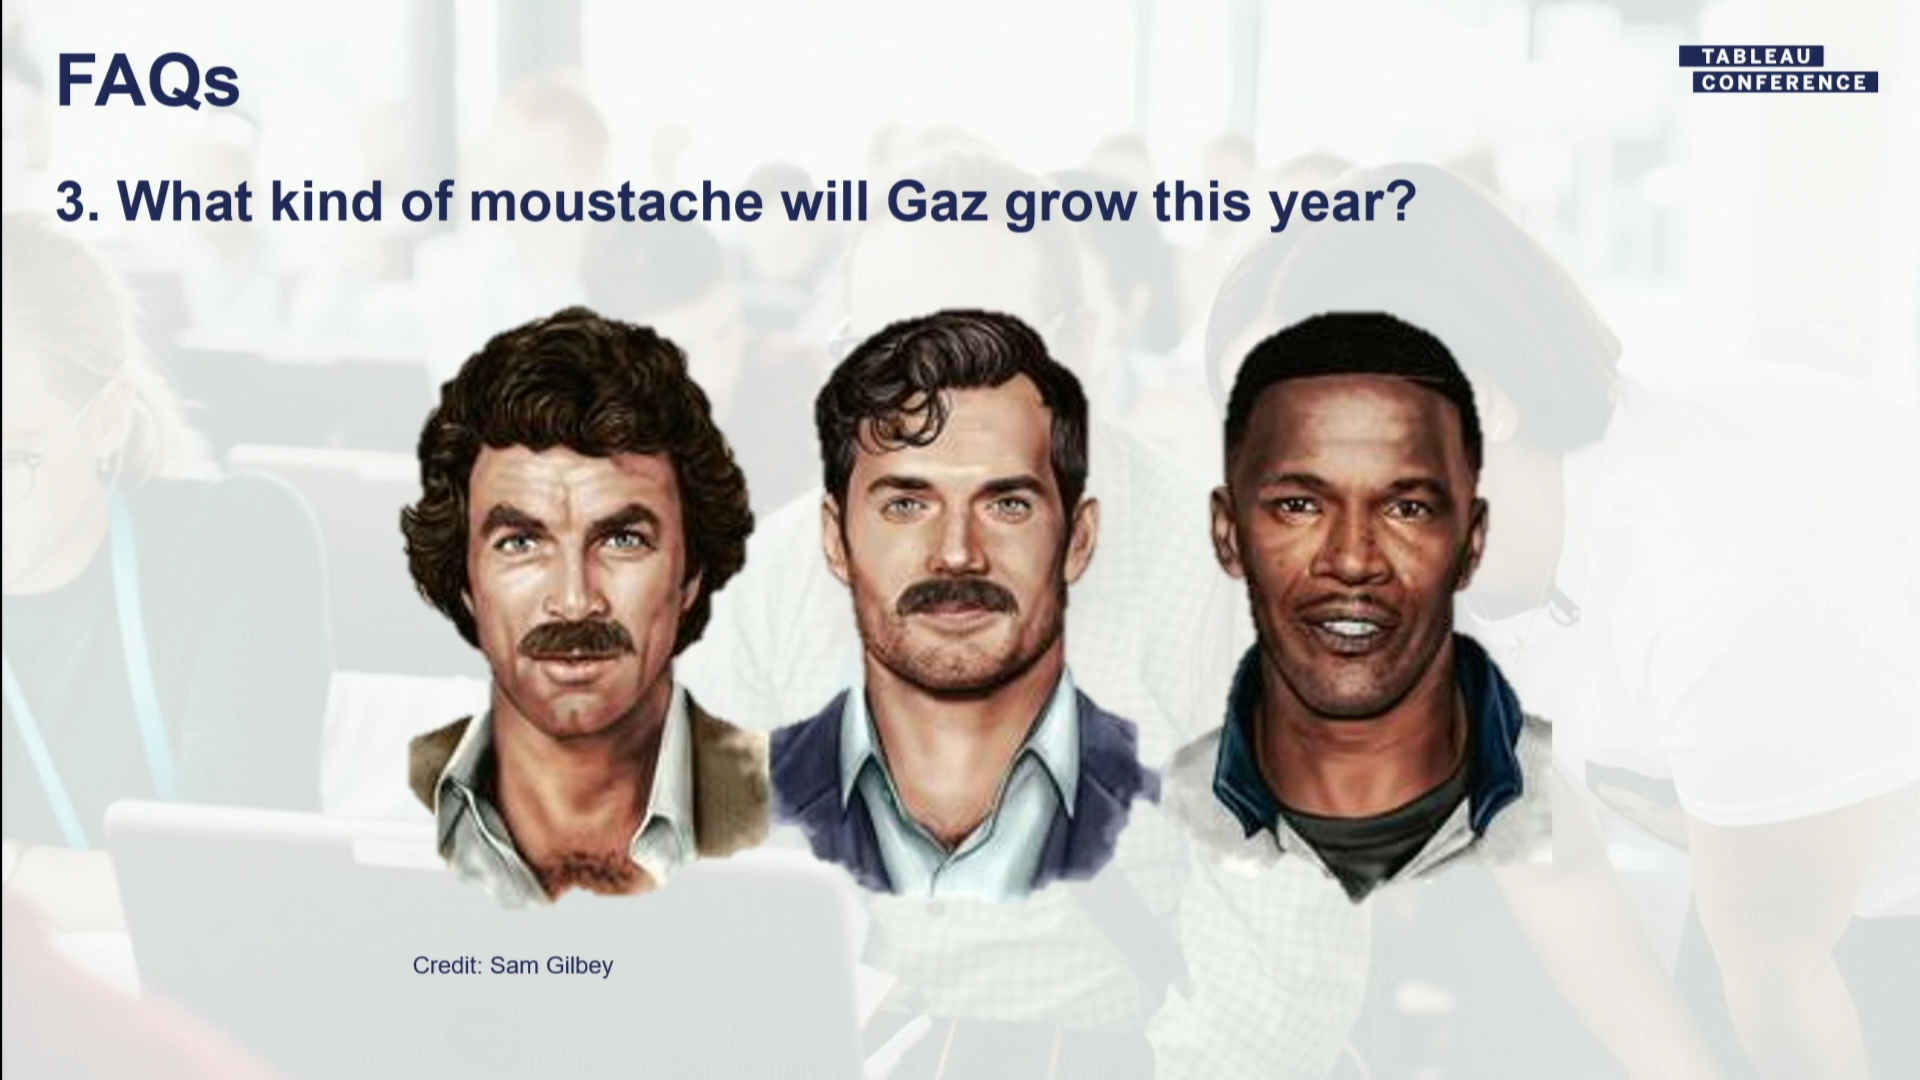 FAQs
TABLEAU
CONFERENCE
3. What kind of moustache will Gaz grow this year?
Credit: Sam Gilbey